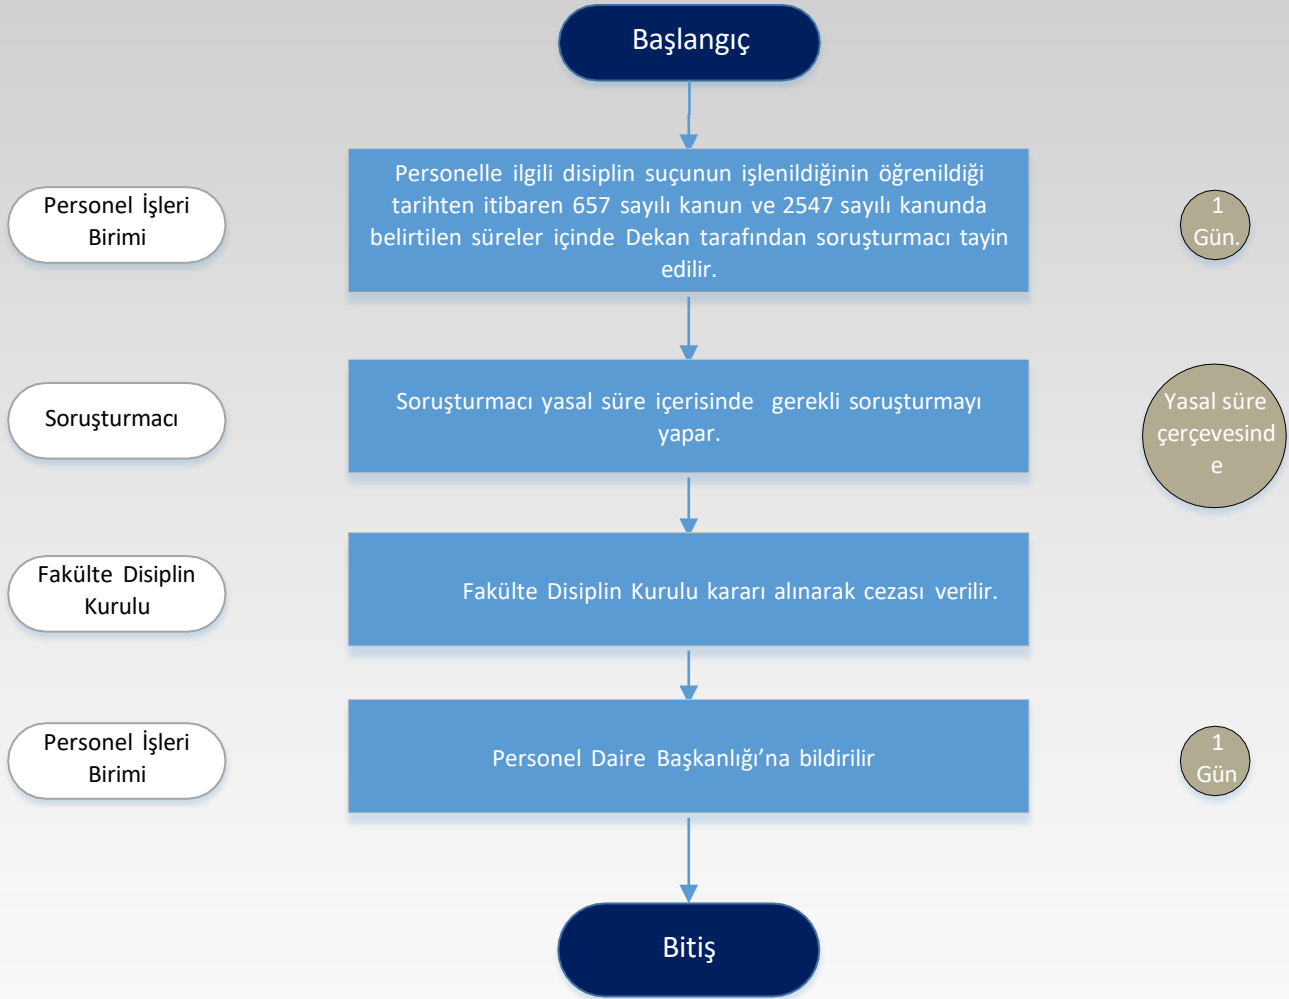 Başlangıç
Personel İşleri
Birimi
Personelle ilgili disiplin suçunun işlenildiğinin öğrenildiği
tarihten itibaren 657 sayılı kanun ve 2547 sayılı kanunda
belirtilen süreler içinde Dekan tarafından soruşturmacı tayin
edilir.
1
Gün.
Soruşturmacı
Soruşturmacı yasal süre içerisinde gerekli soruşturmayı
yapar.
Yasal süre
çerçevesind
e
Fakülte Disiplin
Kurulu
Fakülte Disiplin Kurulu kararı alınarak cezası verilir.
Personel İşleri
Birimi
Personel Daire Başkanlığı’na bildirilir
1
Gün
Bitiş